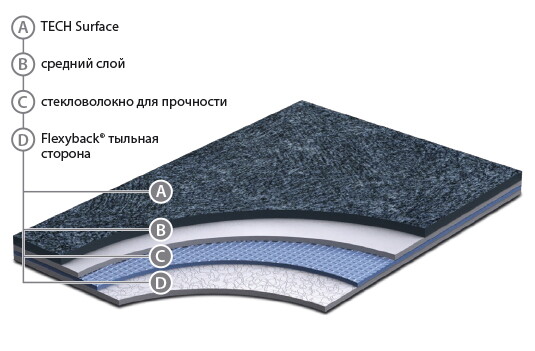 A TECH Surface
B средний слой
C стекловолокно для прочности
D Flexyback® тыльная
сторона
A
B
C
D